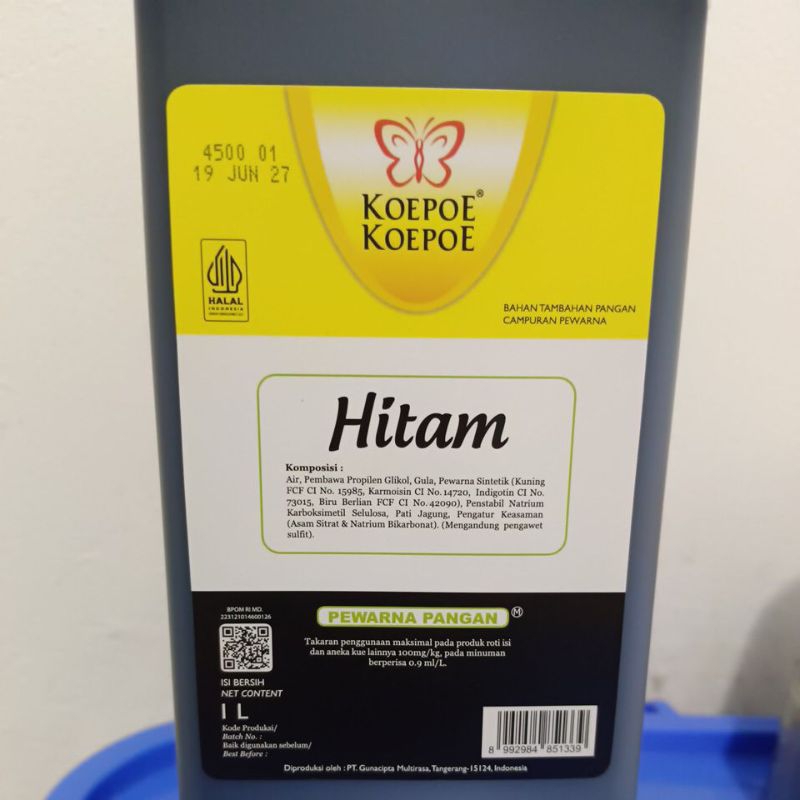 4500 01
19 JUN 27
KOEPOE®
KOEPOE
HALAL
INDONESIA
BAHAN TAMBAHAN PANGAN
CAMPURAN PEWARNA
Hitam
Komposisi :
Air, Pembawa Propilen Glikol, Gula, Pewarna Sintetik (Kuning
FCF CI No. 15985, Karmoisin CI No. 14720, Indigotin CI No.
73015, Biru Berlian FCF CI No. 42090), Penstabil Natrium
Karboksimetil Selulosa, Pati Jagung, Pengatur Keasaman
(Asam Sitrat & Natrium Bikarbonat). (Mengandung pengawet
sulfit).
BPOM RI MD.
223121014600126
PEWARNA PANGAN Ⓜ
Takaran penggunaan maksimal pada produk roti isi
dan aneka kue lainnya 100mg/kg, pada minuman
berperisa 0.9 ml/L.
ISI BERSIH
NET CONTENT
1 L
Kode Produksi/
Batch No. :
Baik digunakan sebelum/
Best Before :
8 992984 851339
Diproduksi oleh : PT. Gunacipta Multirasa, Tangerang-15124, Indonesia